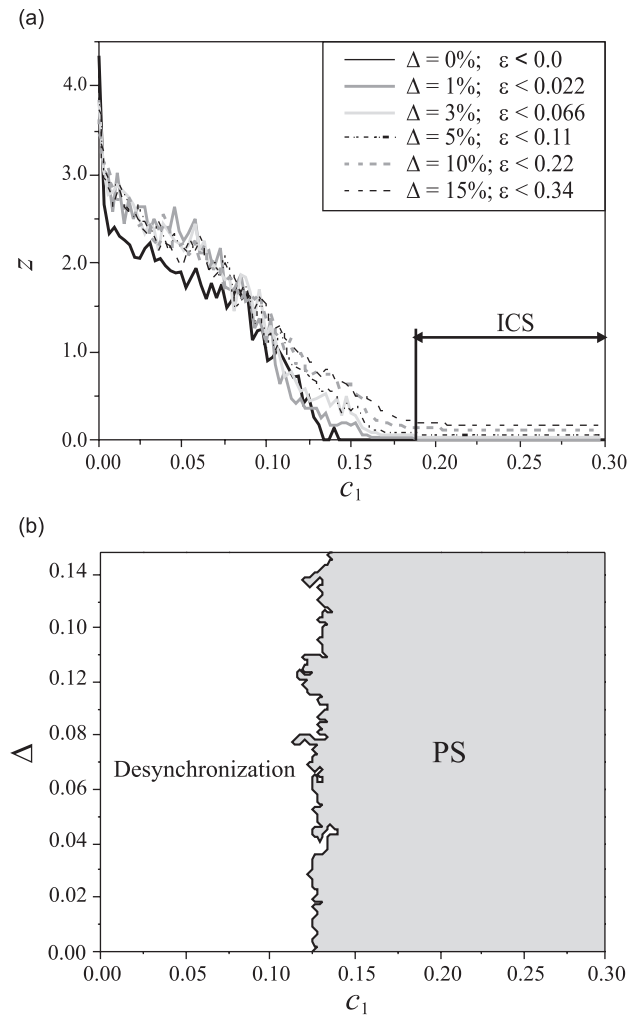 (a)
4.0
3.0
2.0
1.0
0.0
z
Δ = 0%; ε < 0.0
Δ = 1%; ε < 0.022
Δ = 3%; ε < 0.066
Δ = 5%; ε < 0.11
Δ = 10%; ε < 0.22
Δ = 15%; ε < 0.34
ICS
0.00 0.05 0.10 0.15 0.20 0.25 0.30
c₁
(b)
0.14
0.10
0.12
0.08
0.06
0.04
0.02
0.00
Δ
Desynchronization
PS
0.00 0.05 0.10 0.15 0.20 0.25 0.30
c₁